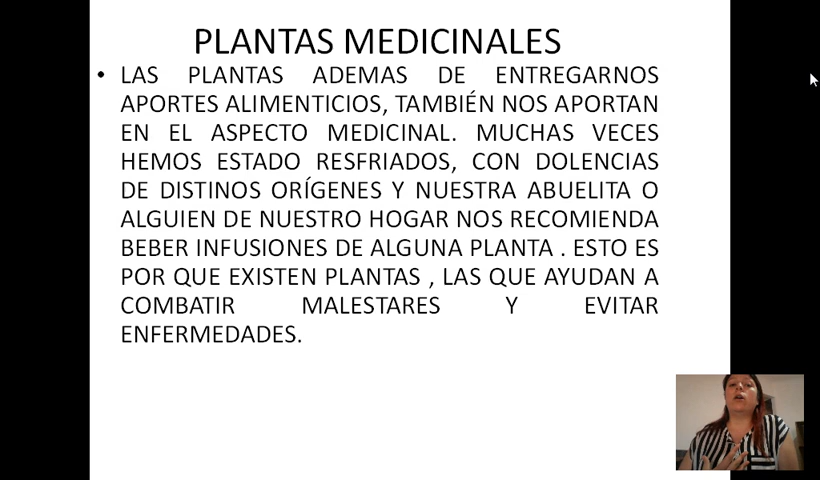 PLANTAS MEDICINALES
• LAS PLANTAS ADEMAS DE ENTREGARNOS
APORTES ALIMENTICIOS, TAMBIÉN NOS APORTAN
EN EL ASPECTO MEDICINAL. MUCHAS VECES
HEMOS ESTADO RESFRIADOS, CON DOLENCIAS
DE DISTINOS ORÍGENES Y NUESTRA ABUELITA O
ALGUIEN DE NUESTRO HOGAR NOS RECOMIENDA
BEBER INFUSIONES DE ALGUNA PLANTA . ESTO ES
POR QUE EXISTEN PLANTAS , LAS QUE AYUDAN A
COMBATIR MALESTARES Y EVITAR
ENFERMEDADES.